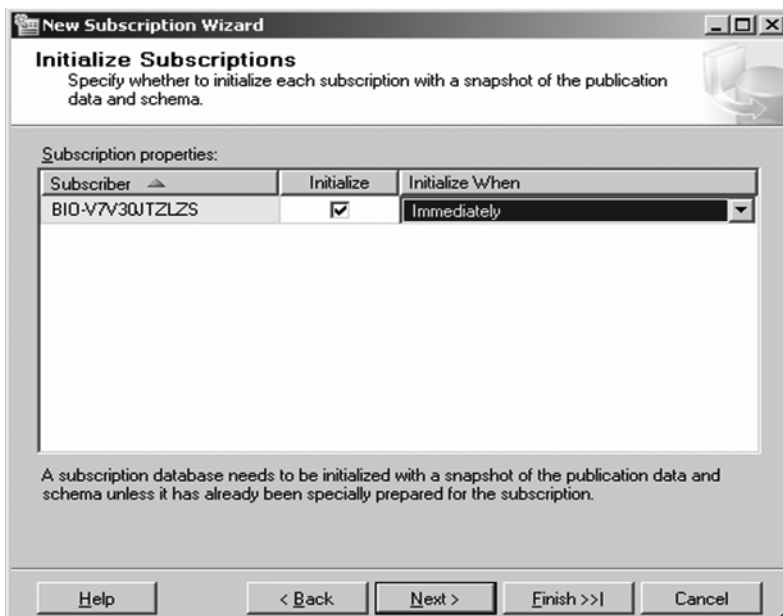 New Subscription Wizard
Initialize Subscriptions
Specify whether to initialize each subscription with a snapshot of the publication
data and schema.
Subscription properties:
Subscriber Initialize Initialize When
BIO-V7V30JTZLZS Immediately
A subscription database needs to be initialized with a snapshot of the publication data and
schema unless it has already been specially prepared for the subscription.
Help < Back Next > Finish >>| Cancel